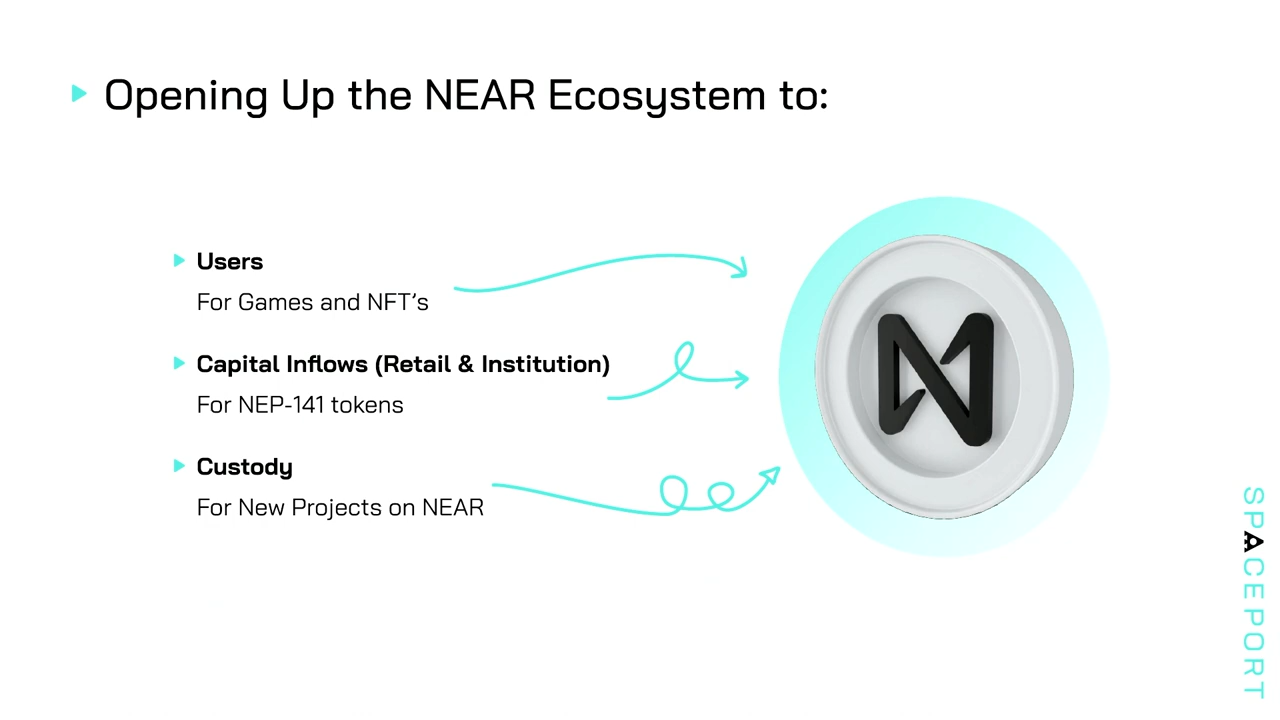 Opening Up the NEAR Ecosystem to:
Users
For Games and NFT's
Capital Inflows (Retail & Institution)
For NEP-141 tokens
Custody
For New Projects on NEAR
SPACEPORT